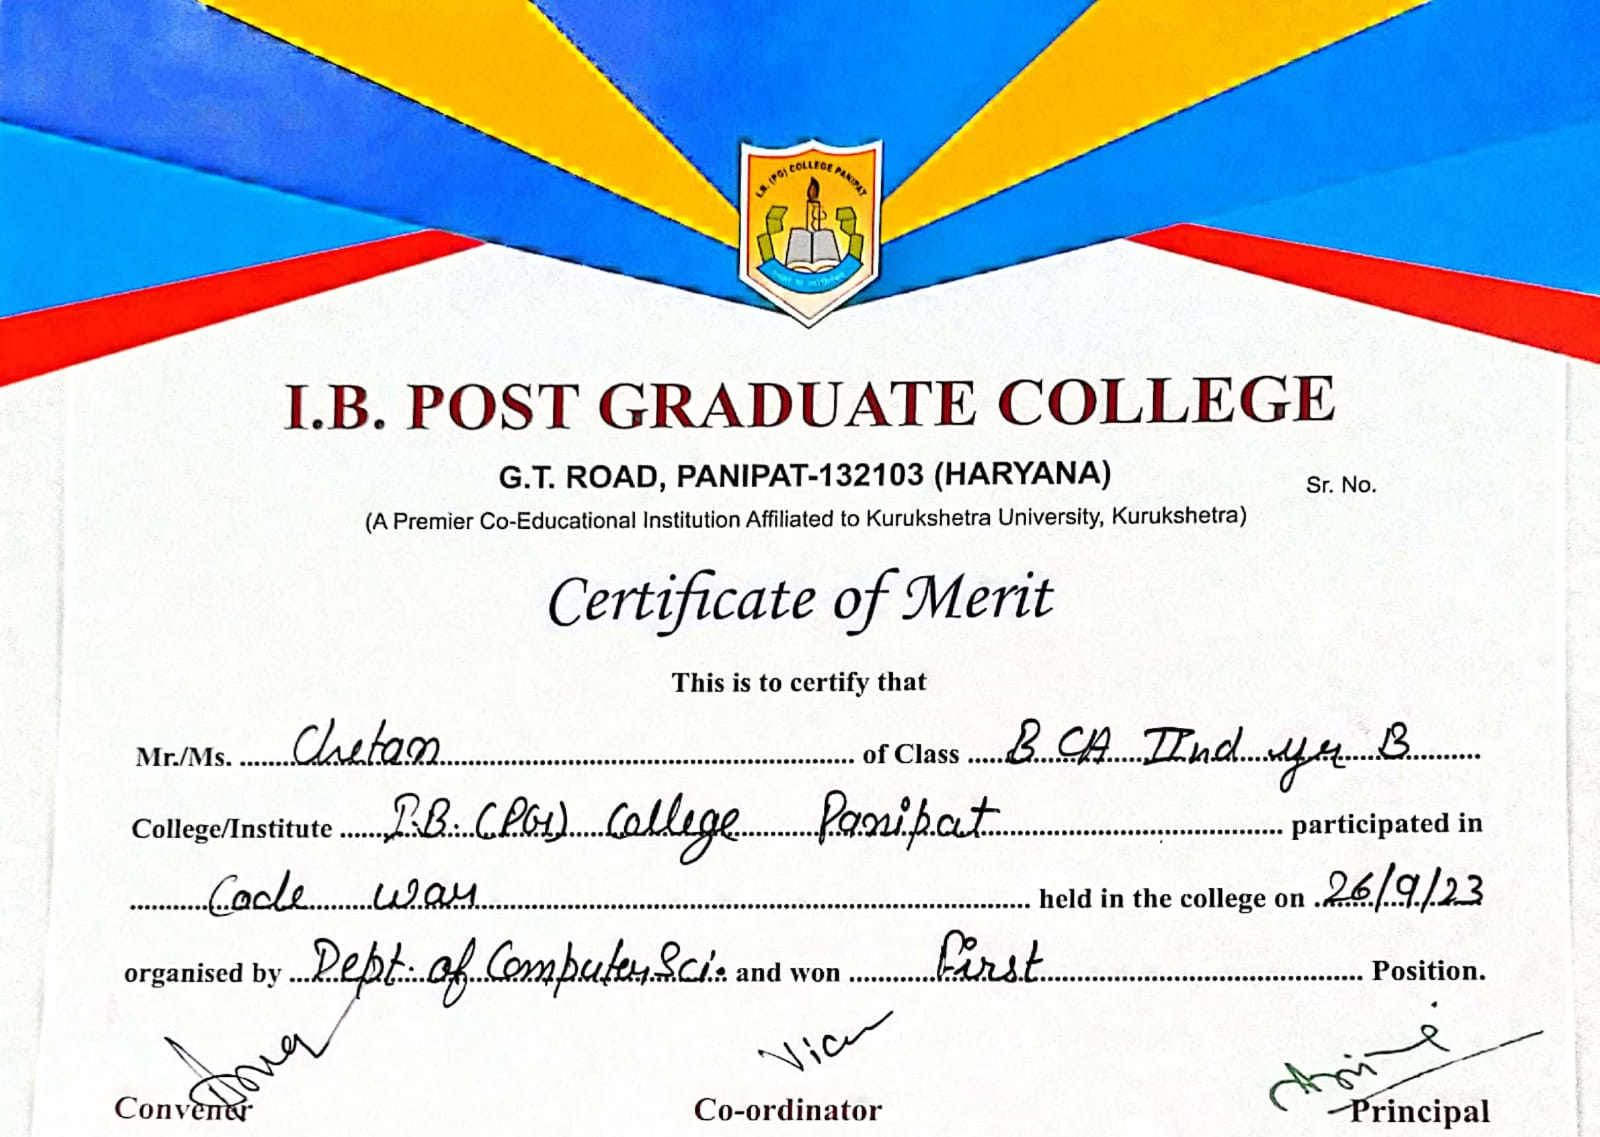 I.B. (PG) COLLEGE PANIPAT
I.B. POST GRADUATE COLLEGE
G.T. ROAD, PANIPAT-132103 (HARYANA)
Sr. No.
(A Premier Co-Educational Institution Affiliated to Kurukshetra University, Kurukshetra)
Certificate of Merit
This is to certify that
Mr./Ms. Chetan of Class BCA IInd yr B
College/Institute I.B. (PG) College Panipat participated in
Code War held in the college on 26/9/23
organised by Dept. of Computer Sci. and won First Position.
Convener Co-ordinator Principal